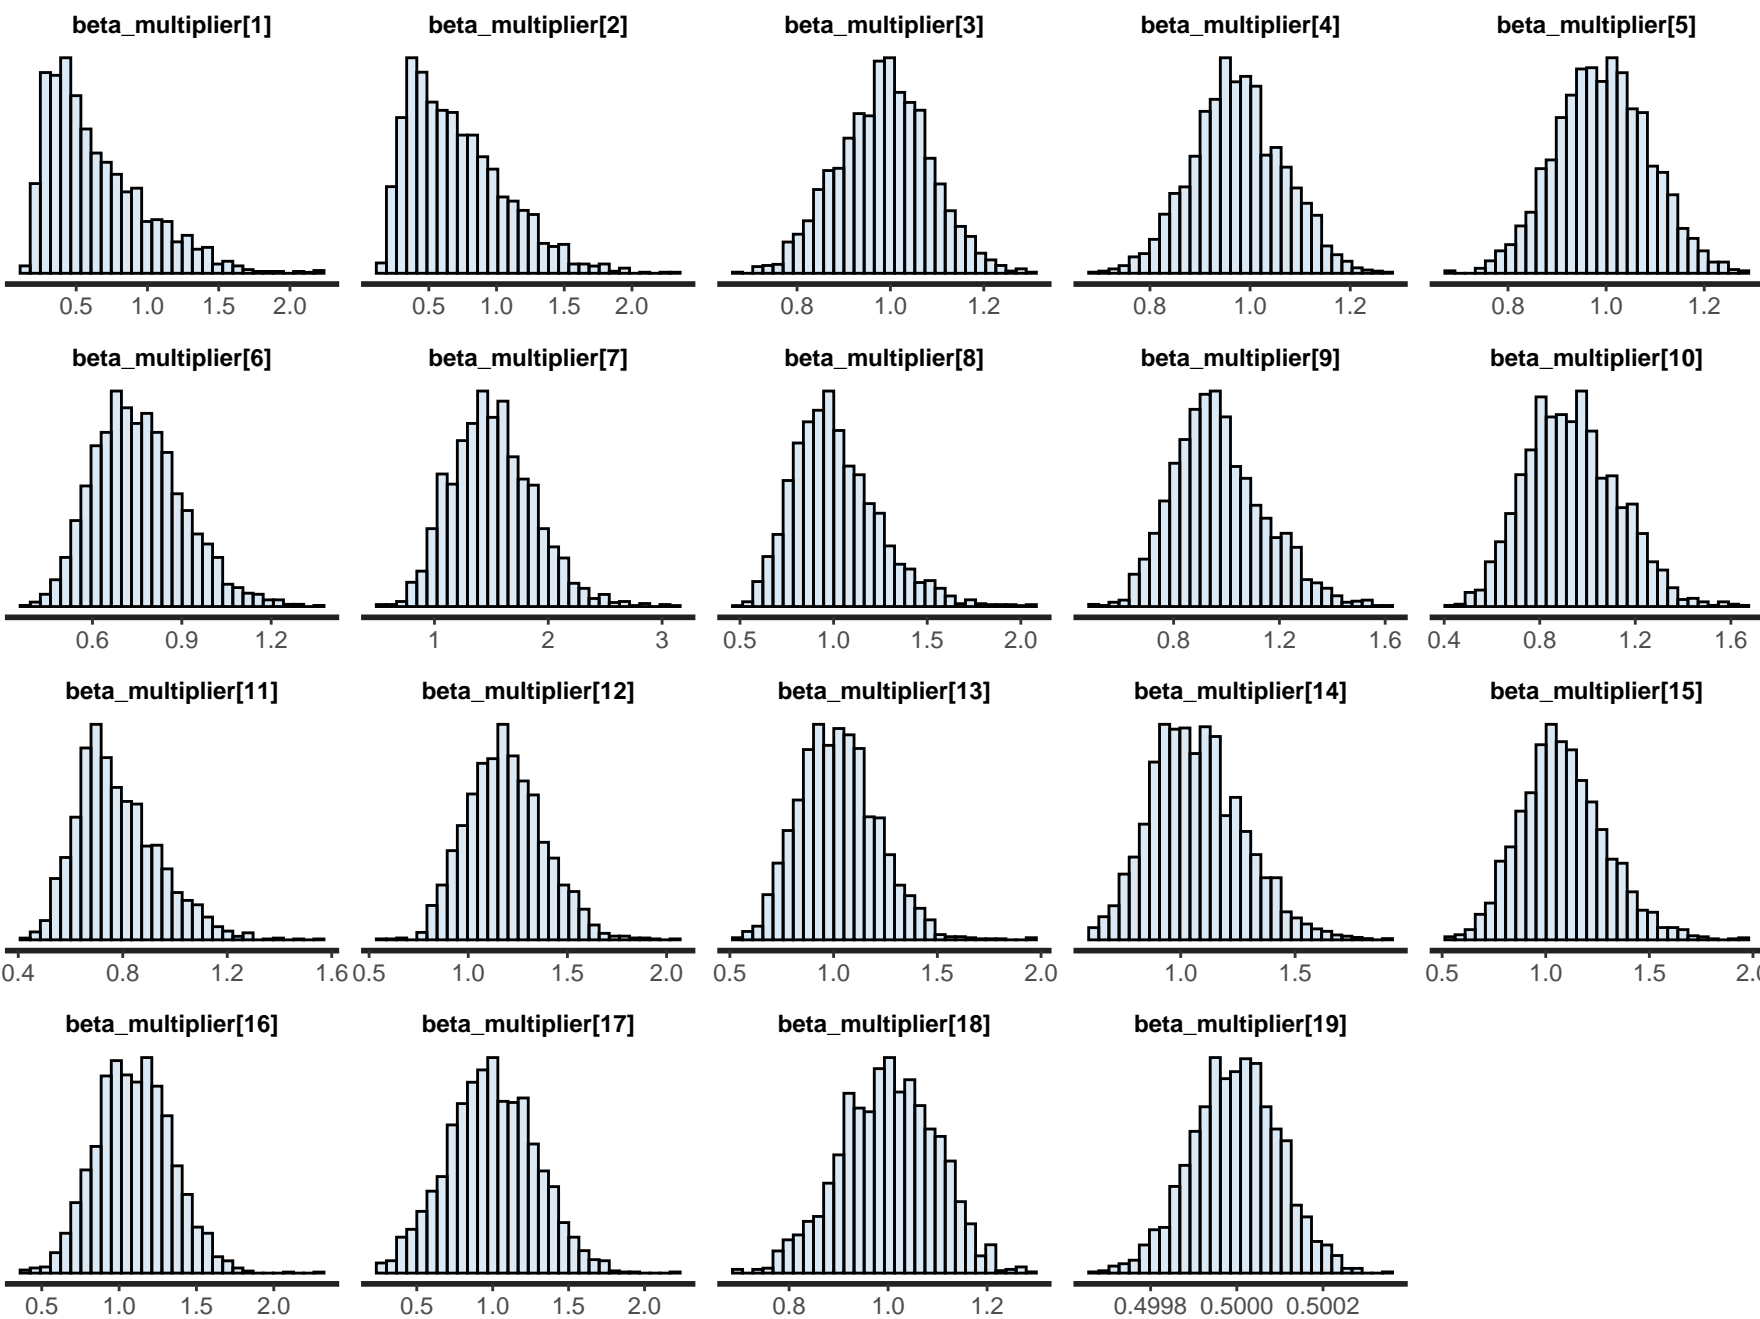 beta_multiplier[1] beta_multiplier[2] beta_multiplier[3] beta_multiplier[4] beta_multiplier[5]
0.5 1.0 1.5 2.0 0.5 1.0 1.5 2.0 0.8 1.0 1.2 0.8 1.0 1.2 0.8 1.0 1.2
beta_multiplier[6] beta_multiplier[7] beta_multiplier[8] beta_multiplier[9] beta_multiplier[10]
0.6 0.9 1.2 1 2 3 0.5 1.0 1.5 2.0 0.8 1.2 1.6 0.4 0.8 1.2 1.6
beta_multiplier[11] beta_multiplier[12] beta_multiplier[13] beta_multiplier[14] beta_multiplier[15]
0.4 0.8 1.2 1.6 0.5 1.0 1.5 2.0 0.5 1.0 1.5 2.0 1.0 1.5 0.5 1.0 1.5 2.0
beta_multiplier[16] beta_multiplier[17] beta_multiplier[18] beta_multiplier[19]
0.5 1.0 1.5 2.0 0.5 1.0 1.5 2.0 0.8 1.0 1.2 0.4998 0.5000 0.5002